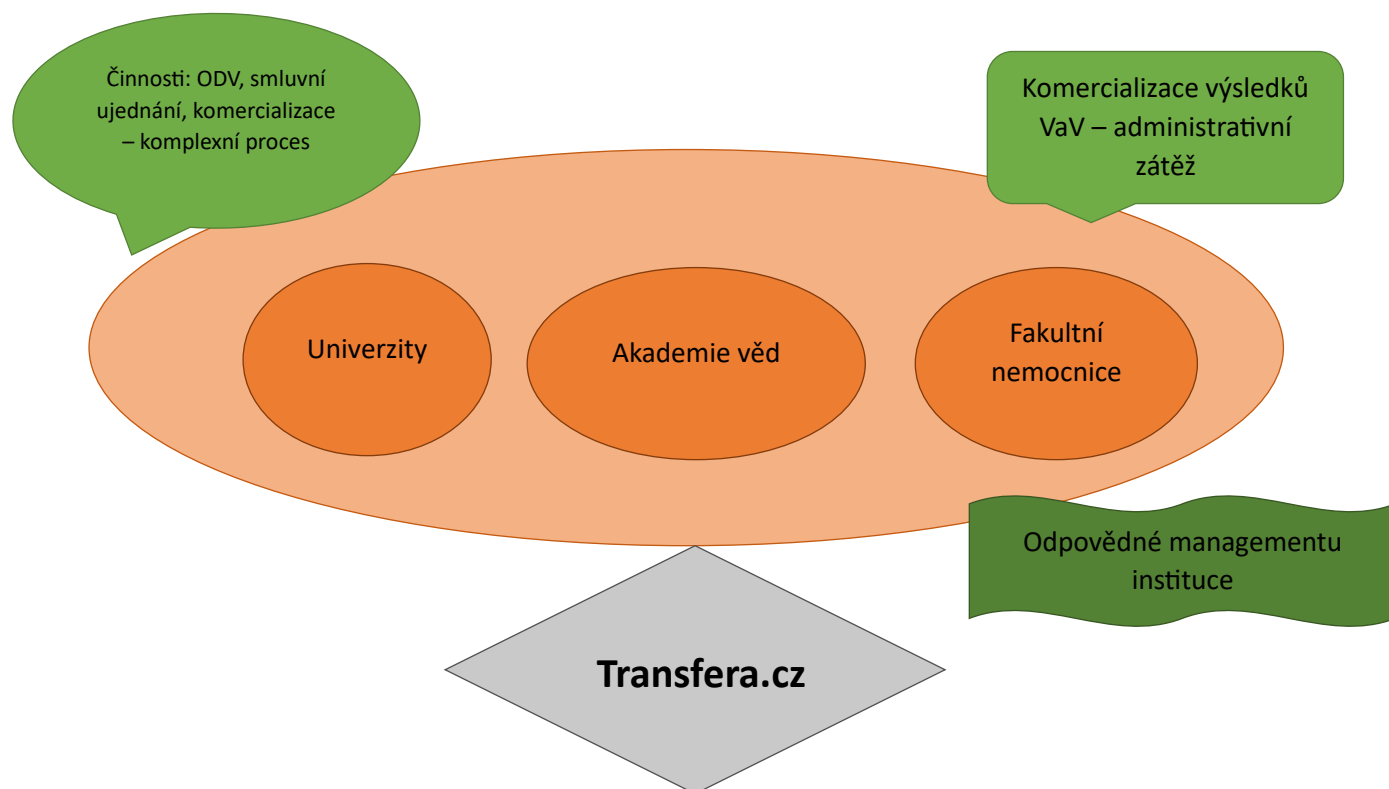 Činnosti: ODV, smluvní
ujednání, komercializace
– komplexní proces
Komercializace výsledků
VaV – administrativní
zátěž
Univerzity
Akademie věd
Fakultní
nemocnice
Odpovědné managementu
instituce
Transfera.cz